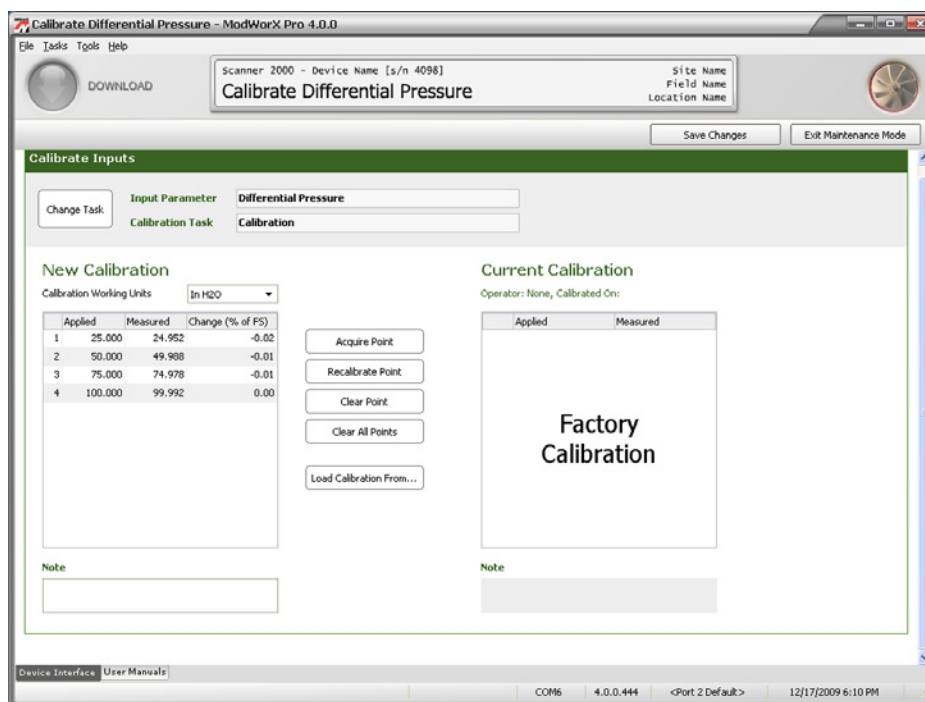 Calibrate Differential Pressure - ModWorX Pro 4.0.0
File Tasks Tools Help
DOWNLOAD
Scanner 2000 - Device Name [s/n 4098]
Calibrate Differential Pressure
Site Name
Field Name
Location Name
Save Changes
Exit Maintenance Mode
Calibrate Inputs
Change Task
Input Parameter Differential Pressure
Calibration Task Calibration
New Calibration
Calibration Working Units In H2O
Applied Measured Change (% of FS)
1 25.000 24.952 -0.02
2 50.000 49.988 -0.01
3 75.000 74.978 -0.01
4 100.000 99.992 0.00
Note
Acquire Point
Recalibrate Point
Clear Point
Clear All Points
Load Calibration From...
Current Calibration
Operator: None, Calibrated On:
Applied Measured
Factory
Calibration
Note
Device Interface User Manuals
COM6 4.0.0.444 <Port 2 Default> 12/17/2009 6:10 PM